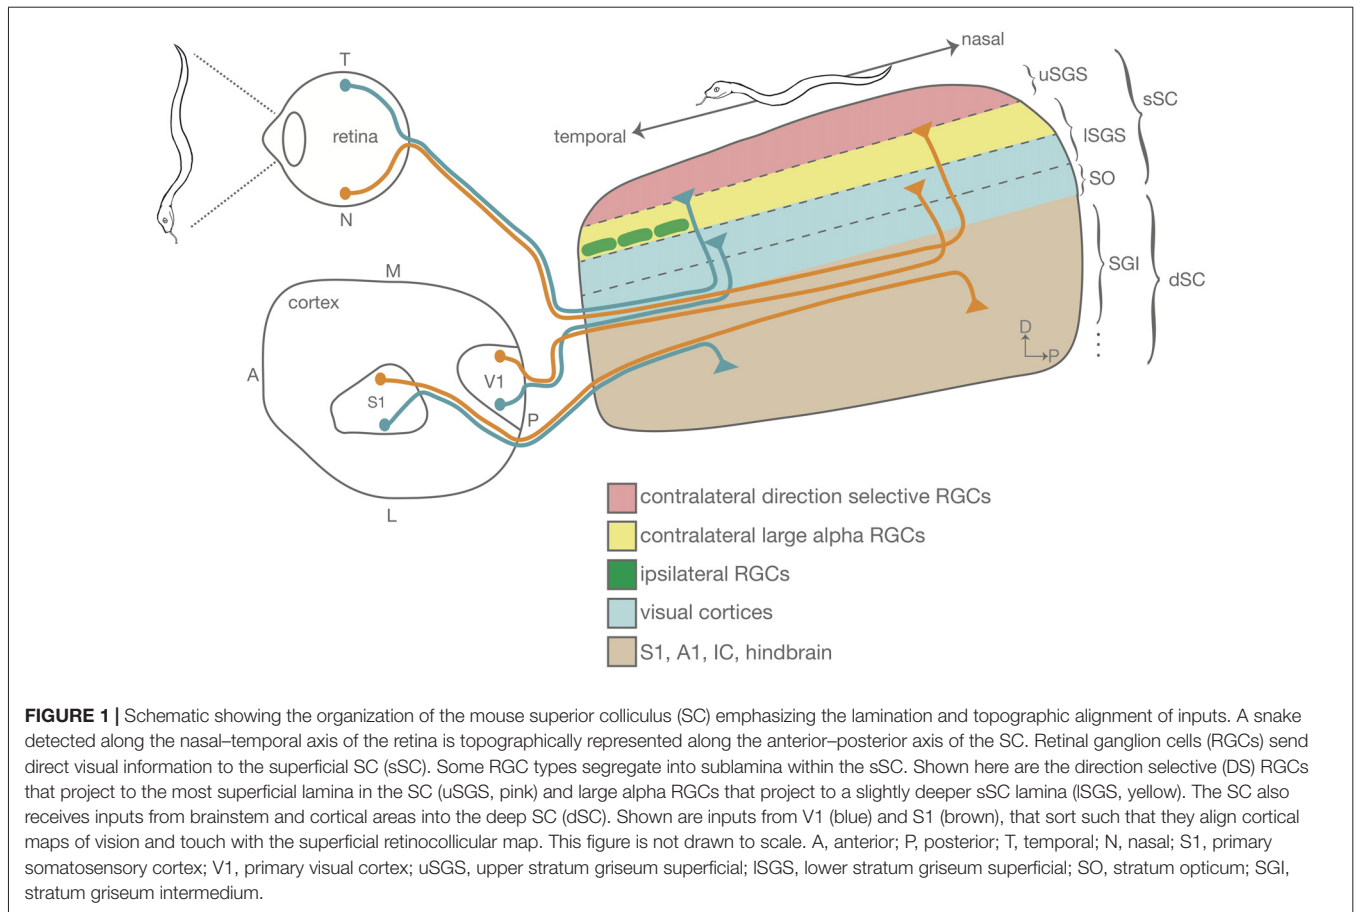 nasal
uSGS
sSC
T
retina
temporal
lSGS
SO
N
SGI
dSC
M
cortex
D
P
A
V1
S1
P
L
contralateral direction selective RGCs
contralateral large alpha RGCs
ipsilateral RGCs
visual cortices
S1, A1, IC, hindbrain
FIGURE 1 | Schematic showing the organization of the mouse superior colliculus (SC) emphasizing the lamination and topographic alignment of inputs. A snake
detected along the nasal–temporal axis of the retina is topographically represented along the anterior–posterior axis of the SC. Retinal ganglion cells (RGCs) send
direct visual information to the superficial SC (sSC). Some RGC types segregate into sublamina within the sSC. Shown here are the direction selective (DS) RGCs
that project to the most superficial lamina in the SC (uSGS, pink) and large alpha RGCs that project to a slightly deeper sSC lamina (lSGS, yellow). The SC also
receives inputs from brainstem and cortical areas into the deep SC (dSC). Shown are inputs from V1 (blue) and S1 (brown), that sort such that they align cortical
maps of vision and touch with the superficial retinocollicular map. This figure is not drawn to scale. A, anterior; P, posterior; T, temporal; N, nasal; S1, primary
somatosensory cortex; V1, primary visual cortex; uSGS, upper stratum griseum superficial; lSGS, lower stratum griseum superficial; SO, stratum opticum; SGI,
stratum griseum intermedium.